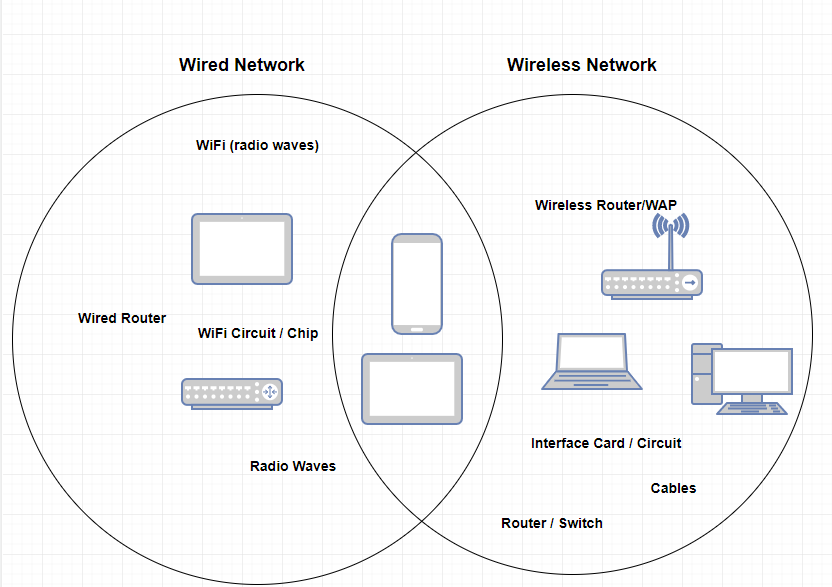 Wired Network
Wireless Network
WiFi (radio waves)
Wireless Router/WAP
Wired Router
WiFi Circuit / Chip
Interface Card / Circuit
Radio Waves
Cables
Router / Switch